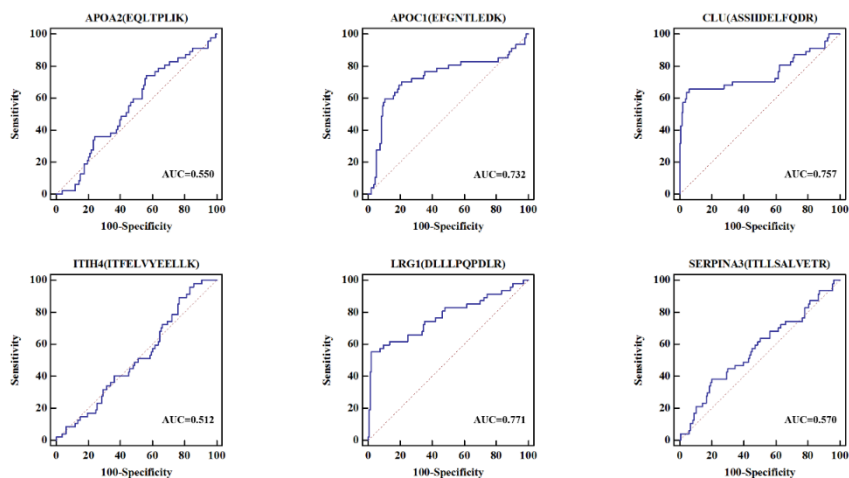 APOA2(EQLTPLIK)
100
80
60
40
20
0
Sensitivity
AUC=0.550
0 20 40 60 80 100
100-Specificity
APOC1(EFGNTLEDK)
100
80
60
40
20
0
Sensitivity
AUC=0.732
0 20 40 60 80 100
100-Specificity
CLU(ASSIIDELFQDR)
100
80
60
40
20
0
Sensitivity
AUC=0.757
0 20 40 60 80 100
100-Specificity
ITIH4(ITFELVYEELLK)
100
80
60
40
20
0
Sensitivity
AUC=0.512
0 20 40 60 80 100
100-Specificity
LRG1(DLLLPQPDLR)
100
80
60
40
20
0
Sensitivity
AUC=0.771
0 20 40 60 80 100
100-Specificity
SERPINA3(ITLLSALVETR)
100
80
60
40
20
0
Sensitivity
AUC=0.570
0 20 40 60 80 100
100-Specificity